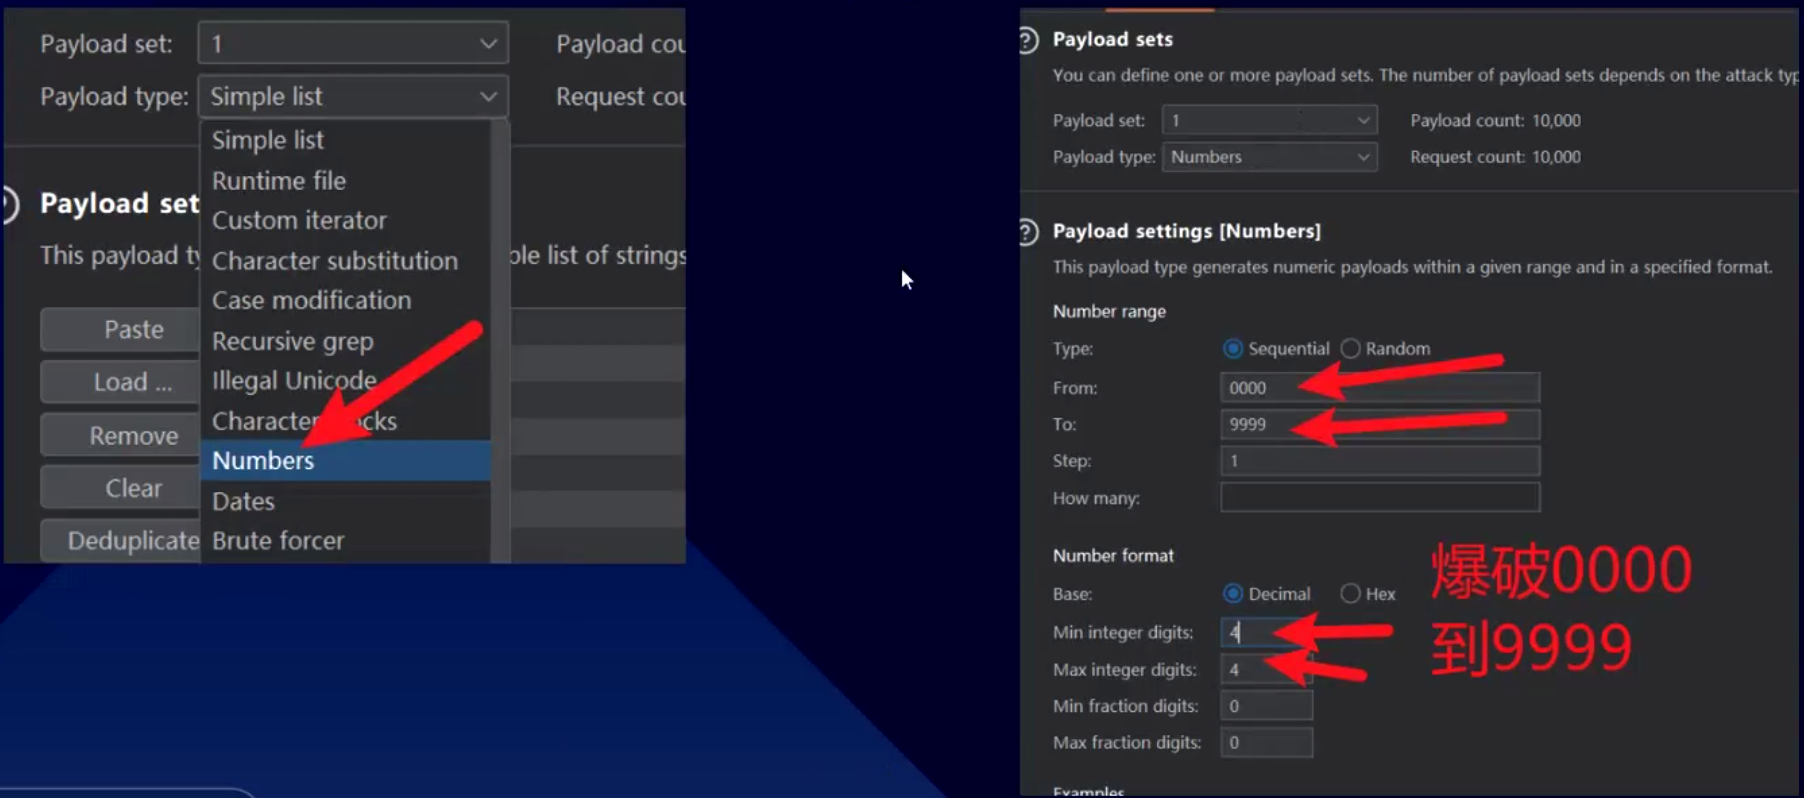 Payload set: 1 Payload cou
Payload type: Simple list Request cou
Simple list
Runtime file
Custom iterator
Payload set
This payload ty
Character substitution
ble list of strings
Case modification
Paste
Recursive grep
Load ...
Illegal Unicode
Character cks
Remove
Numbers
Clear
Dates
Deduplicate
Brute forcer
Payload sets
You can define one or more payload sets. The number of payload sets depends on the attack typ
Payload set: 1 Payload count: 10,000
Payload type: Numbers Request count: 10,000
Payload settings [Numbers]
This payload type generates numeric payloads within a given range and in a specified format.
Number range
Type: Sequential Random
From: 0000
To: 9999
Step: 1
How many:
Number format
Base: Decimal Hex
Min integer digits: 4
Max integer digits: 4
Min fraction digits: 0
Max fraction digits: 0
Examples
爆破0000
到9999